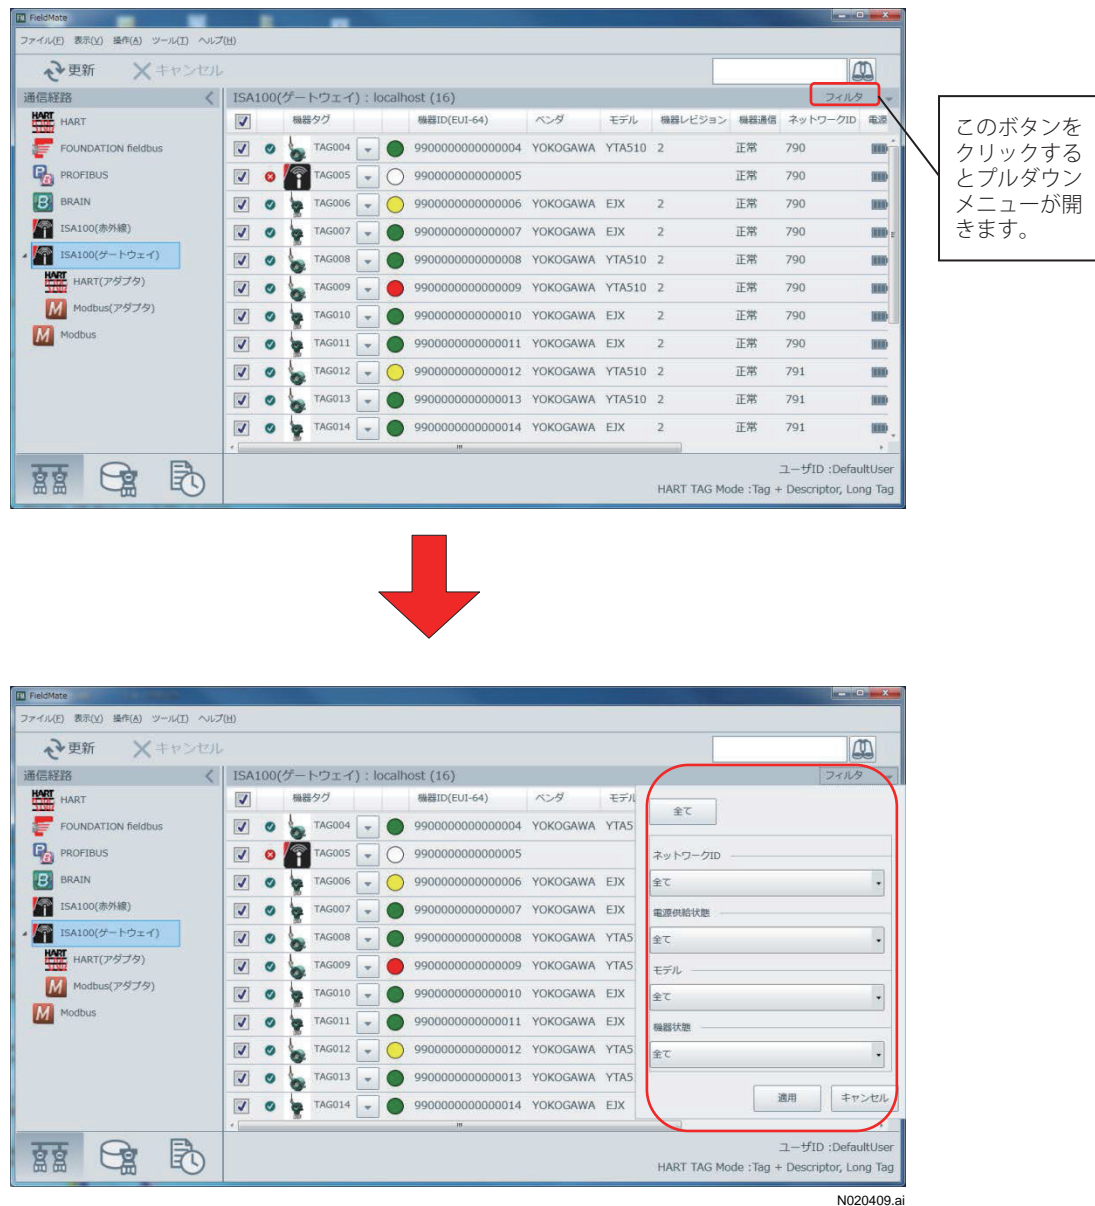 FieldMate
ファイル(F) 表示(V) 操作(A) ツール(T) ヘルプ(H)
更新 キャンセル
通信経路
HART
FOUNDATION fieldbus
PROFIBUS
BRAIN
ISA100(赤外線)
ISA100(ゲートウェイ)
HART(アダプタ)
Modbus(アダプタ)
Modbus
ISA100(ゲートウェイ) : localhost (16) フィルタ
機器タグ 機器ID(EUI-64) ベンダ モデル 機器レビジョン 機器通信 ネットワークID 電源
TAG004 9900000000000004 YOKOGAWA YTA510 2 正常 790
TAG005 9900000000000005 正常 790
TAG006 9900000000000006 YOKOGAWA EJX 2 正常 790
TAG007 9900000000000007 YOKOGAWA EJX 2 正常 790
TAG008 9900000000000008 YOKOGAWA YTA510 2 正常 790
TAG009 9900000000000009 YOKOGAWA YTA510 2 正常 790
TAG010 9900000000000010 YOKOGAWA EJX 2 正常 790
TAG011 9900000000000011 YOKOGAWA EJX 2 正常 790
TAG012 9900000000000012 YOKOGAWA YTA510 2 正常 791
TAG013 9900000000000013 YOKOGAWA YTA510 2 正常 791
TAG014 9900000000000014 YOKOGAWA EJX 2 正常 791
ユーザID :DefaultUser
HART TAG Mode :Tag + Descriptor, Long Tag
このボタンを
クリックする
とプルダウン
メニューが開
きます。
FieldMate
ファイル(F) 表示(V) 操作(A) ツール(T) ヘルプ(H)
更新 キャンセル
通信経路
HART
FOUNDATION fieldbus
PROFIBUS
BRAIN
ISA100(赤外線)
ISA100(ゲートウェイ)
HART(アダプタ)
Modbus(アダプタ)
Modbus
ISA100(ゲートウェイ) : localhost (16) フィルタ
機器タグ 機器ID(EUI-64) ベンダ モデル
TAG004 9900000000000004 YOKOGAWA YTA5
TAG005 9900000000000005
TAG006 9900000000000006 YOKOGAWA EJX
TAG007 9900000000000007 YOKOGAWA EJX
TAG008 9900000000000008 YOKOGAWA YTA5
TAG009 9900000000000009 YOKOGAWA YTA5
TAG010 9900000000000010 YOKOGAWA EJX
TAG011 9900000000000011 YOKOGAWA EJX
TAG012 9900000000000012 YOKOGAWA YTA5
TAG013 9900000000000013 YOKOGAWA YTA5
TAG014 9900000000000014 YOKOGAWA EJX
全て
ネットワークID
全て
電源供給状態
全て
モデル
全て
機器状態
全て
適用 キャンセル
ユーザID :DefaultUser
HART TAG Mode :Tag + Descriptor, Long Tag
N020409.ai